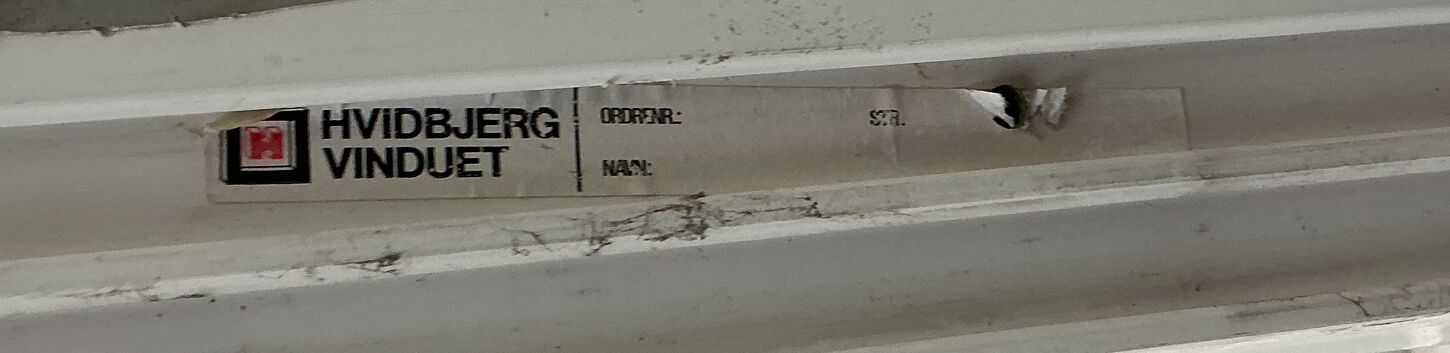 H
HVIDBJERG
VINDUET
ORDRENR.: STR.
NAVN: